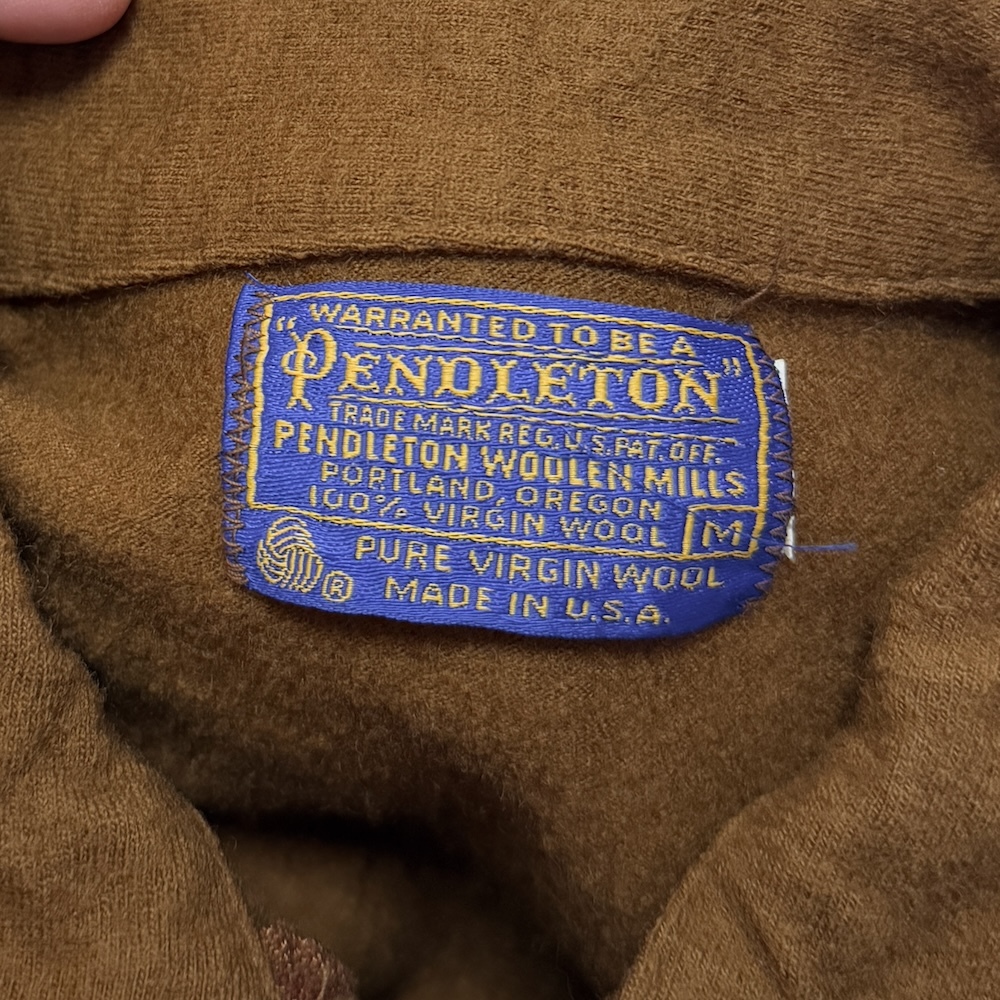 WARRANTED TO BE A
"PENDLETON"
TRADE MARK REG. U.S. PAT. OFF.
PENDLETON WOOLEN MILLS
PORTLAND, OREGON
100% VIRGIN WOOL M
PURE VIRGIN WOOL
® MADE IN U.S.A.